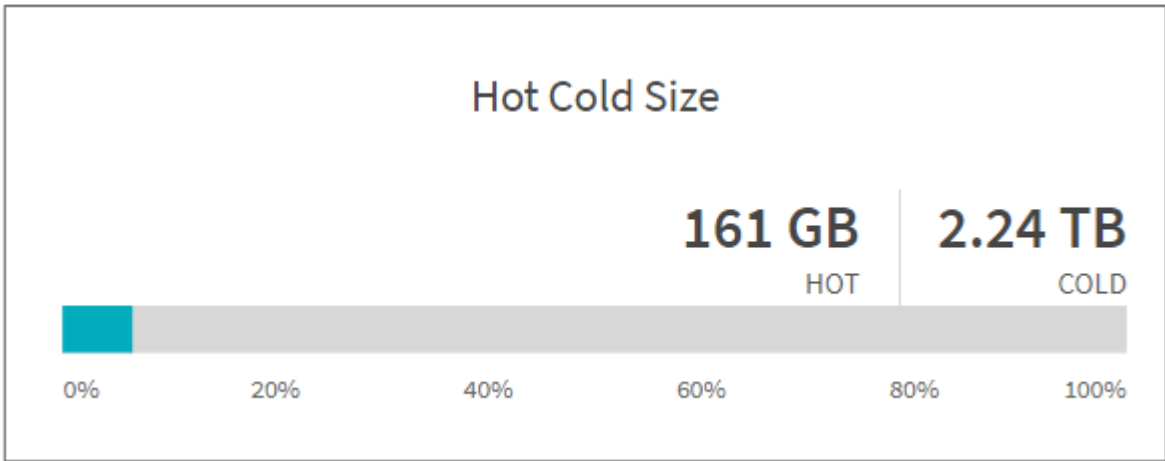 Hot Cold Size
161 GB
HOT
2.24 TB
COLD
0% 20% 40% 60% 80% 100%